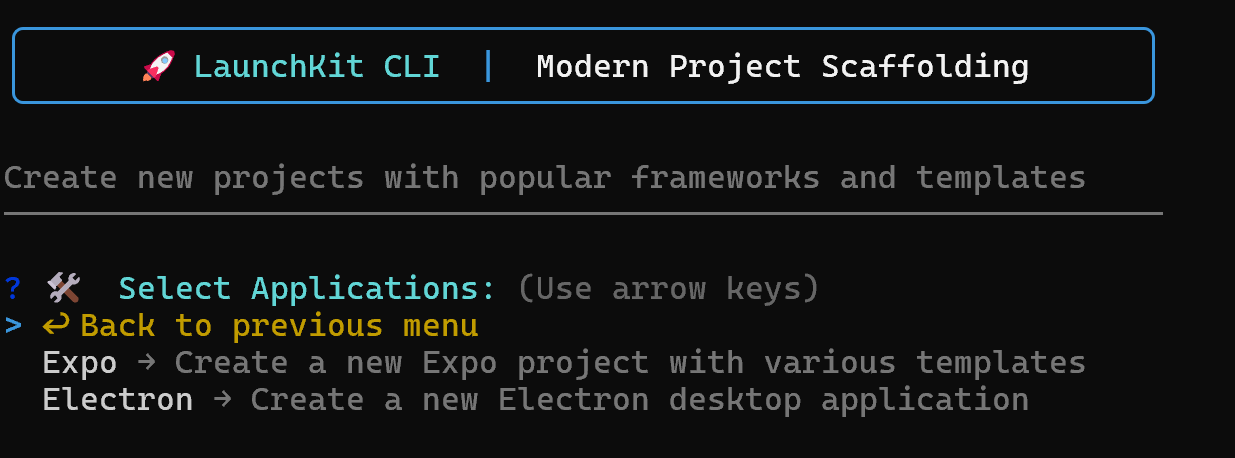 🚀 LaunchKit CLI | Modern Project Scaffolding
Create new projects with popular frameworks and templates
? 🛠 Select Applications: (Use arrow keys)
> ↩ Back to previous menu
Expo → Create a new Expo project with various templates
Electron → Create a new Electron desktop application